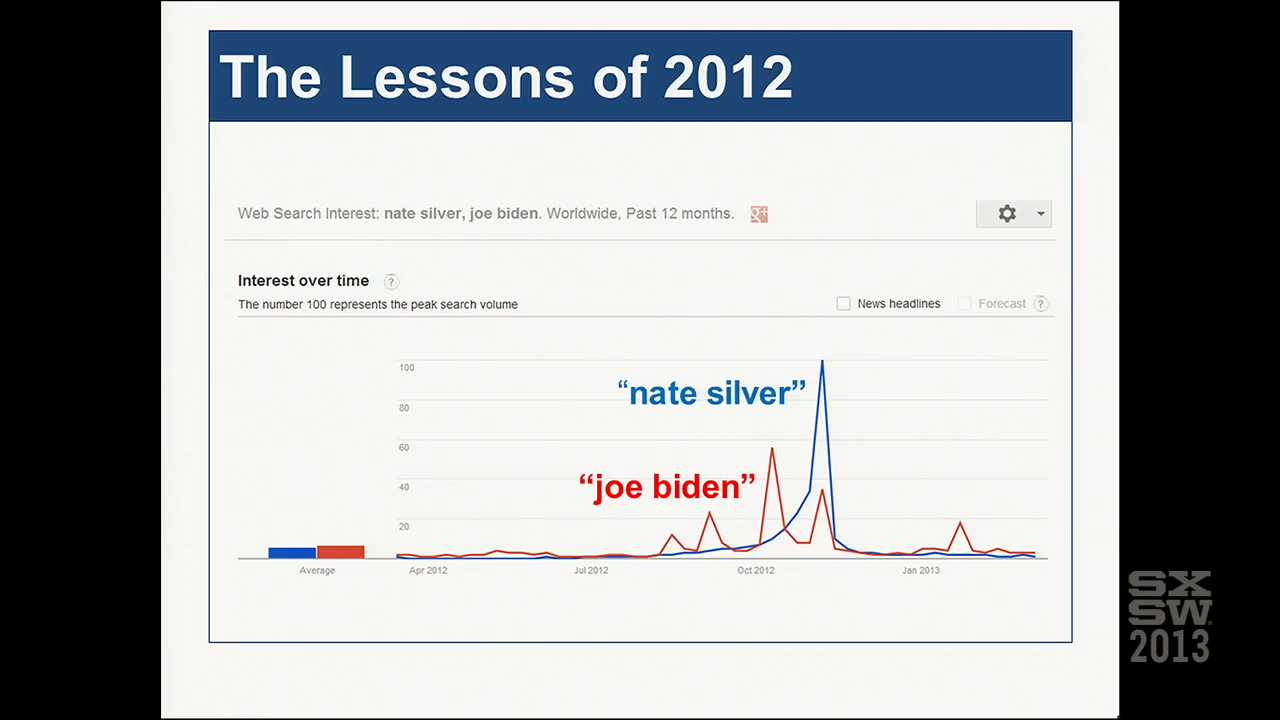 The Lessons of 2012
Web Search Interest: nate silver, joe biden. Worldwide, Past 12 months.
Interest over time ?
The number 100 represents the peak search volume
News headlines Forecast ?
100
80
60
40
20
“nate silver”
“joe biden”
Average Apr 2012 Jul 2012 Oct 2012 Jan 2013
SX
SW
2013